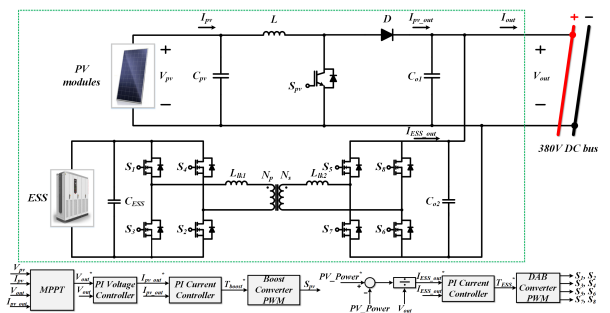 I_pv L D I_pv_out I_out + -
PV modules + V_pv - C_pv S_pv C_o1 + V_out -
380V DC bus
I_ESS_out
S_1 S_4 L_lk1 N_p N_s L_lk2 S_5 S_8
ESS C_ESS C_o2
S_3 S_2 S_7 S_6
V_pv I_pv V_out I_pv_out MPPT V_out* V_out PI Voltage Controller I_pv_out* I_pv_out PI Current Controller T_boost* Boost Converter PWM S_pv
PV_Power* + - PV_Power ÷ V_out I_ESS_out* I_ESS_out PI Current Controller T_ESS* DAB Converter PWM S_1, S_2 S_3, S_4 S_5, S_6 S_7, S_8